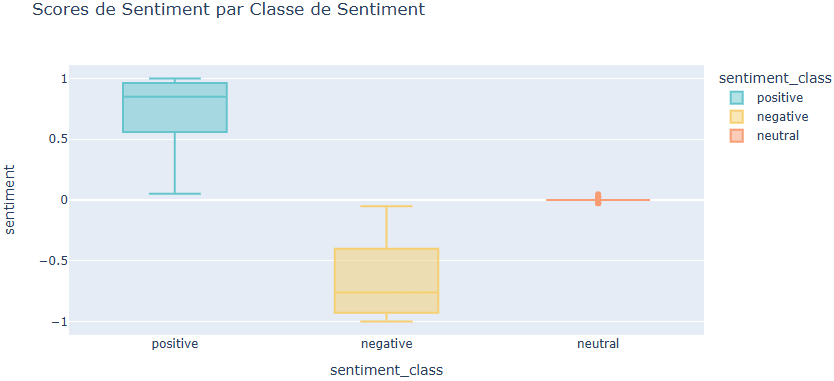 Scores de Sentiment par Classe de Sentiment
sentiment_class
positive
negative
neutral
1
0.5
0
−0.5
−1
sentiment
positive
negative
neutral
sentiment_class